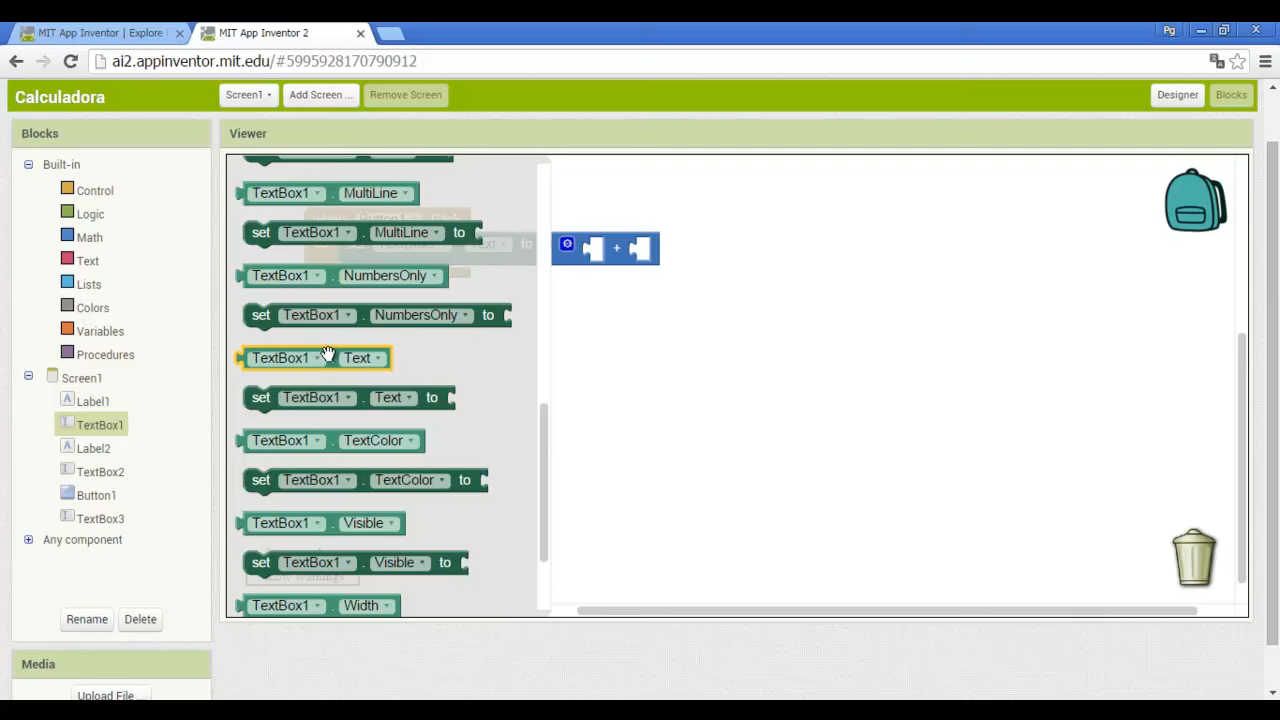 MIT App Inventor | Explore
MIT App Inventor 2
Pg
ai2.appinventor.mit.edu/#5995928170790912
Calculadora
Screen1
Add Screen ...
Remove Screen
Designer
Blocks
Blocks
Viewer
Built-in
Control
Logic
Math
Text
Lists
Colors
Variables
Procedures
Screen1
Label1
TextBox1
Label2
TextBox2
Button1
TextBox3
Any component
Rename
Delete
Media
Upload File ...
TextBox1 . MultiLine
set TextBox1 . MultiLine to
TextBox1 . NumbersOnly
set TextBox1 . NumbersOnly to
TextBox1 . Text
set TextBox1 . Text to
TextBox1 . TextColor
set TextBox1 . TextColor to
TextBox1 . Visible
set TextBox1 . Visible to
TextBox1 . Width
to
+
Warnings